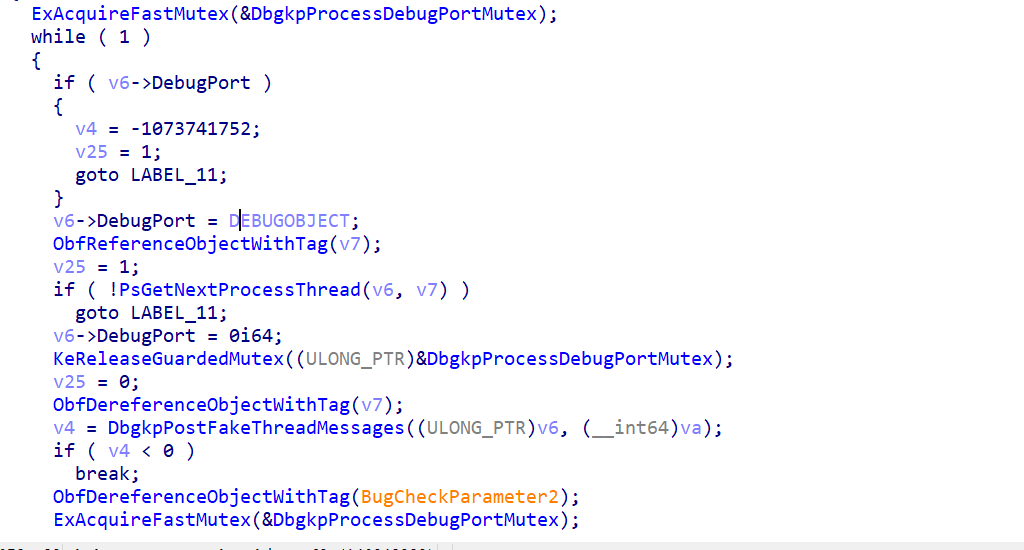 ExAcquireFastMutex(&DbgkpProcessDebugPortMutex);
while ( 1 )
{
if ( v6->DebugPort )
{
v4 = -1073741752;
v25 = 1;
goto LABEL_11;
}
v6->DebugPort = DEBUGOBJECT;
ObfReferenceObjectWithTag(v7);
v25 = 1;
if ( !PsGetNextProcessThread(v6, v7) )
goto LABEL_11;
v6->DebugPort = 0i64;
KeReleaseGuardedMutex((ULONG_PTR)&DbgkpProcessDebugPortMutex);
v25 = 0;
ObfDereferenceObjectWithTag(v7);
v4 = DbgkpPostFakeThreadMessages((ULONG_PTR)v6, (__int64)va);
if ( v4 < 0 )
break;
ObfDereferenceObjectWithTag(BugCheckParameter2);
ExAcquireFastMutex(&DbgkpProcessDebugPortMutex);